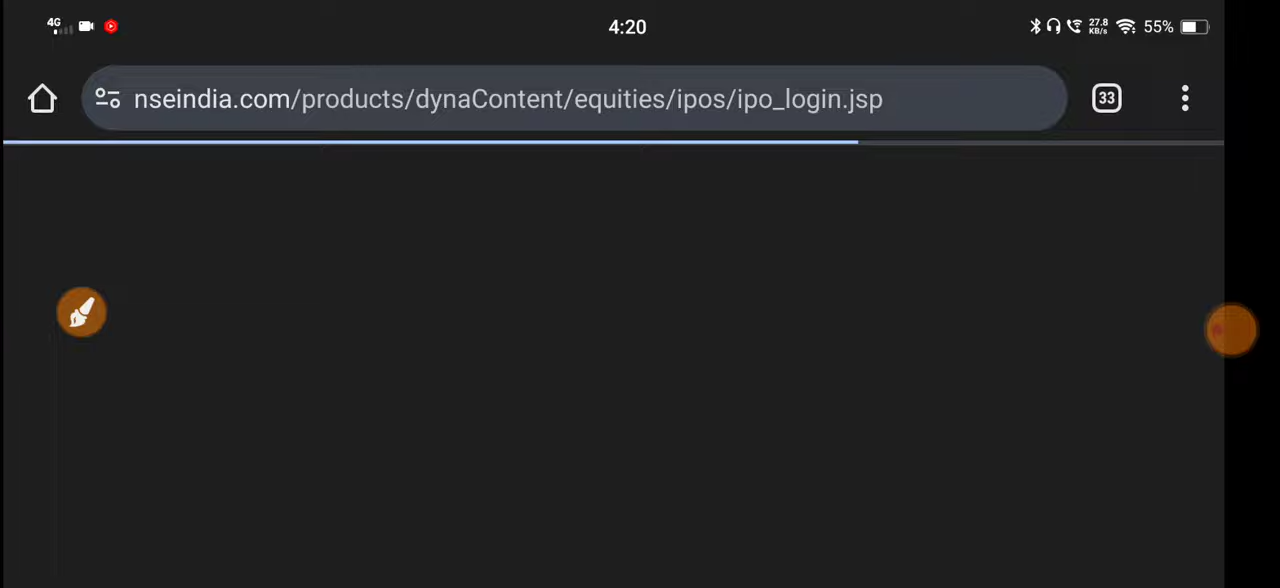 4G 4:20 27.8 KB/s 55%
nseindia.com/products/dynaContent/equities/ipos/ipo_login.jsp 33